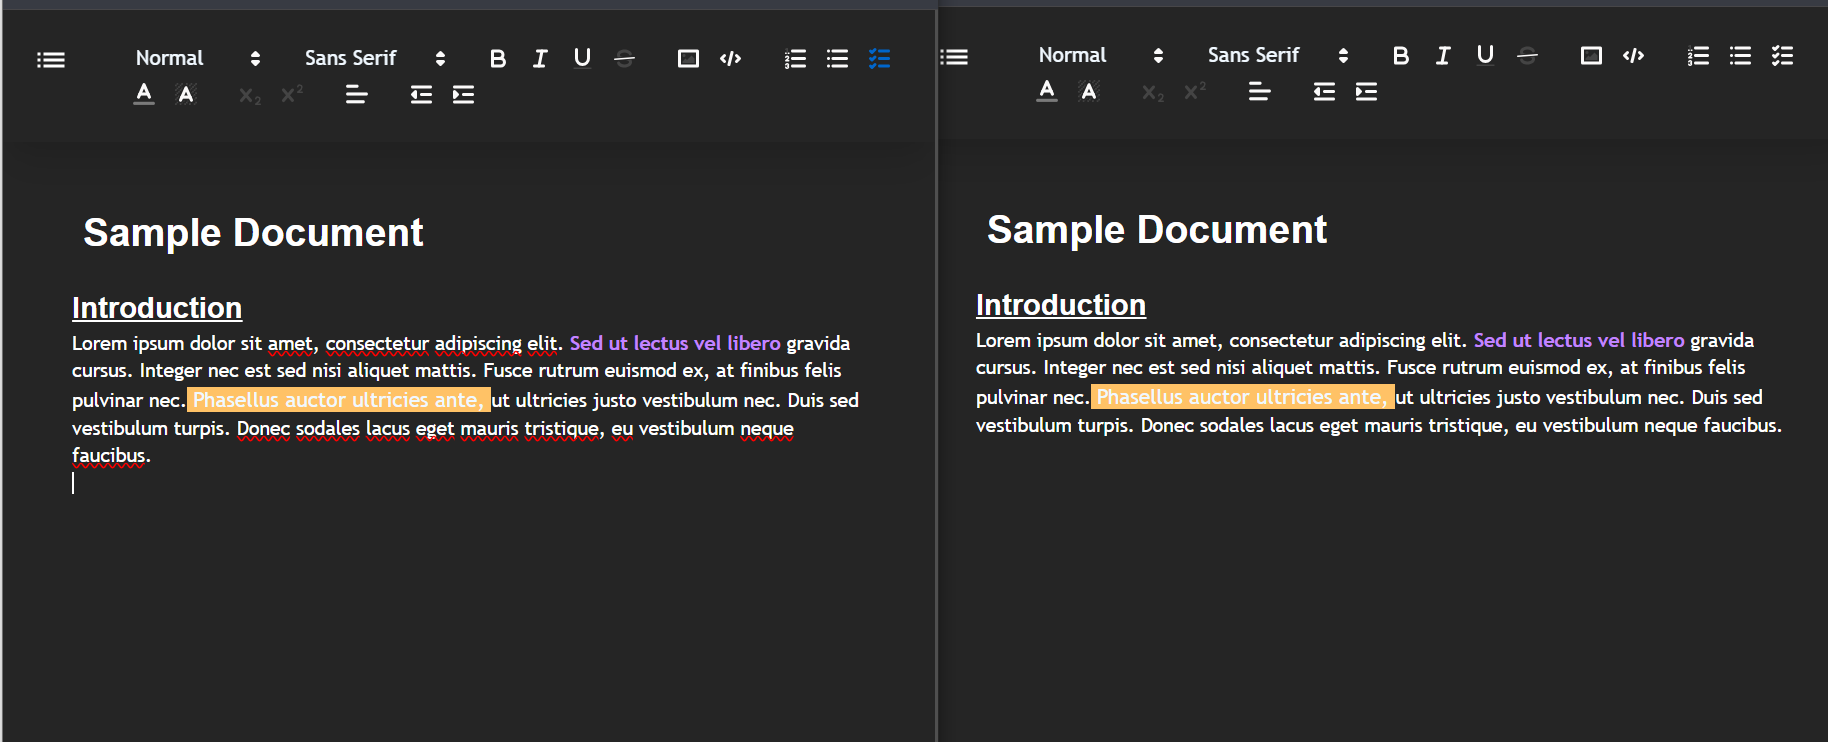 Normal Sans Serif B I U S </>
A A X₂ X²
Sample Document
Introduction
Lorem ipsum dolor sit amet, consectetur adipiscing elit. Sed ut lectus vel libero gravida
cursus. Integer nec est sed nisi aliquet mattis. Fusce rutrum euismod ex, at finibus felis
pulvinar nec. Phasellus auctor ultricies ante, ut ultricies justo vestibulum nec. Duis sed
vestibulum turpis. Donec sodales lacus eget mauris tristique, eu vestibulum neque
faucibus.
Normal Sans Serif B I U S </>
A A X₂ X²
Sample Document
Introduction
Lorem ipsum dolor sit amet, consectetur adipiscing elit. Sed ut lectus vel libero gravida
cursus. Integer nec est sed nisi aliquet mattis. Fusce rutrum euismod ex, at finibus felis
pulvinar nec. Phasellus auctor ultricies ante, ut ultricies justo vestibulum nec. Duis sed
vestibulum turpis. Donec sodales lacus eget mauris tristique, eu vestibulum neque faucibus.